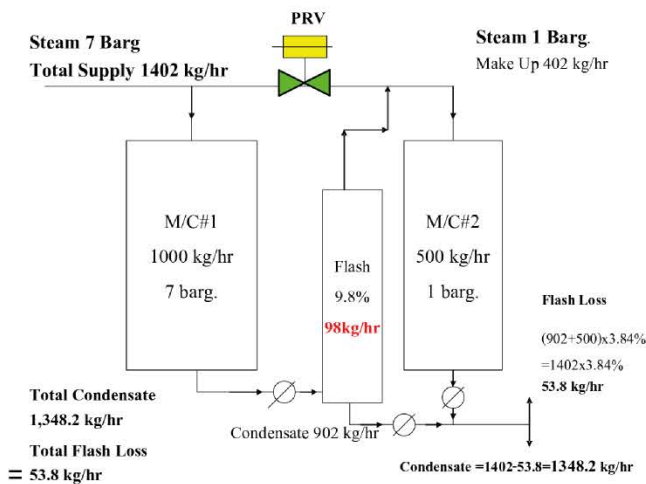 PRV
Steam 7 Barg
Total Supply 1402 kg/hr
Steam 1 Barg.
Make Up 402 kg/hr
M/C#1
1000 kg/hr
7 barg.
Flash
9.8%
98kg/hr
M/C#2
500 kg/hr
1 barg.
Flash Loss
(902+500)x3.84%
=1402x3.84%
53.8 kg/hr
Total Condensate
1,348.2 kg/hr
Total Flash Loss
= 53.8 kg/hr
Condensate 902 kg/hr
Condensate =1402-53.8=1348.2 kg/hr